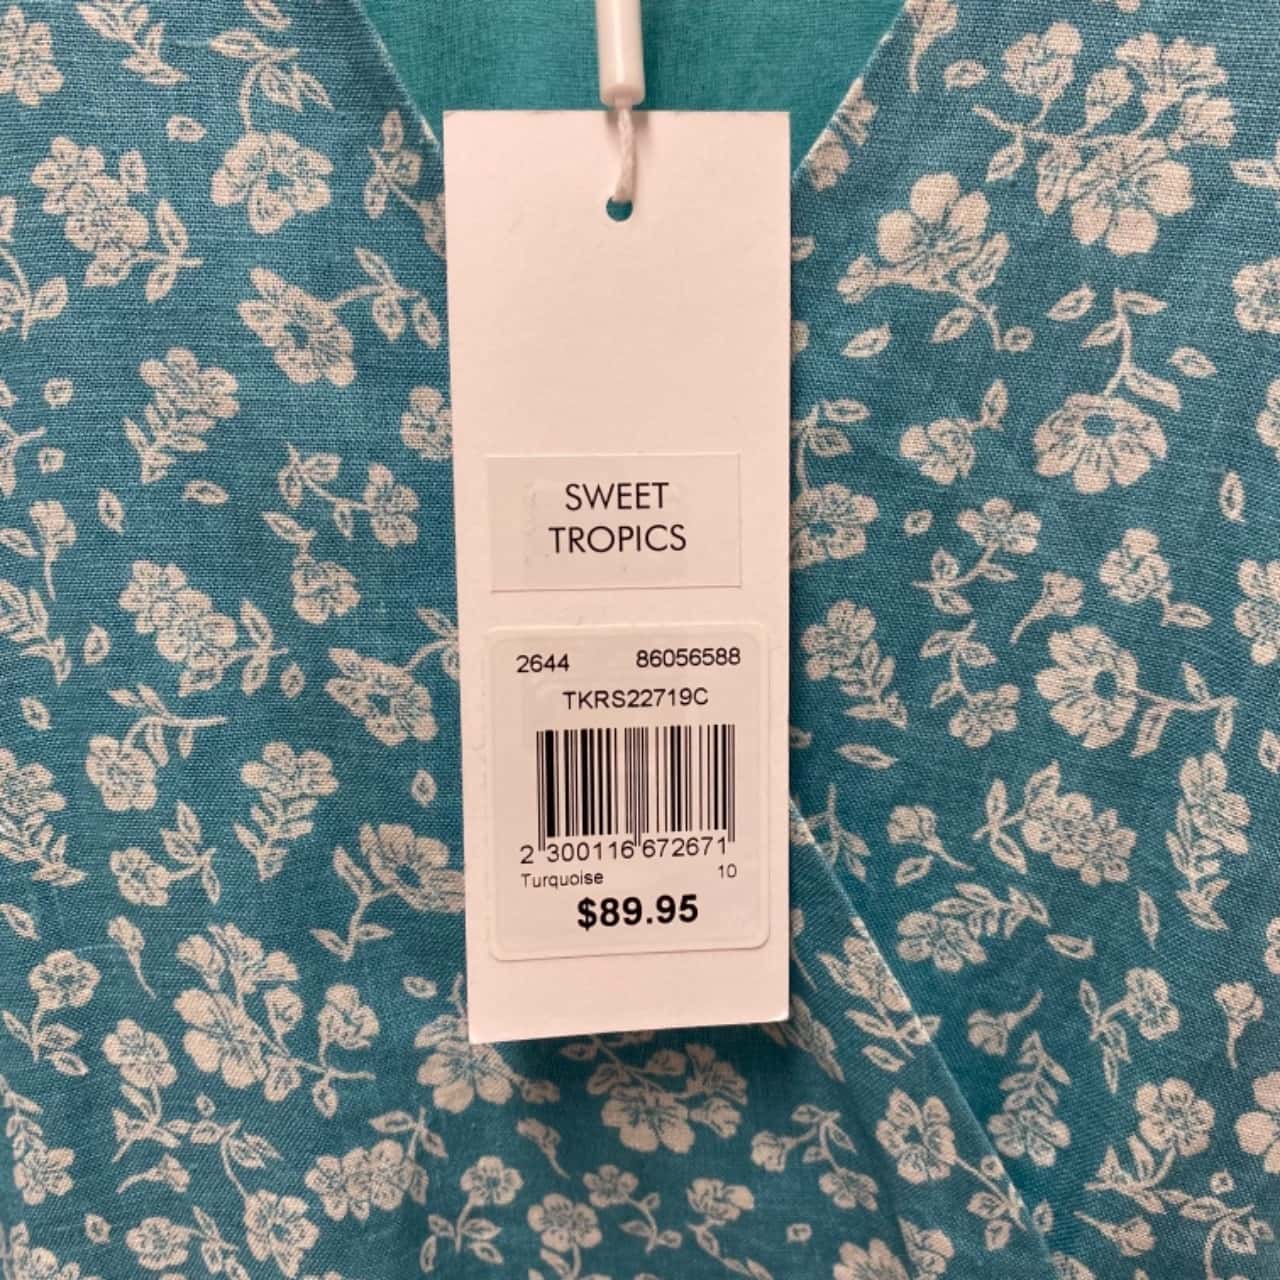 SWEET
TROPICS
2644 86056588
TKRS22719C
2 300116 672671
Turquoise 10
$89.95